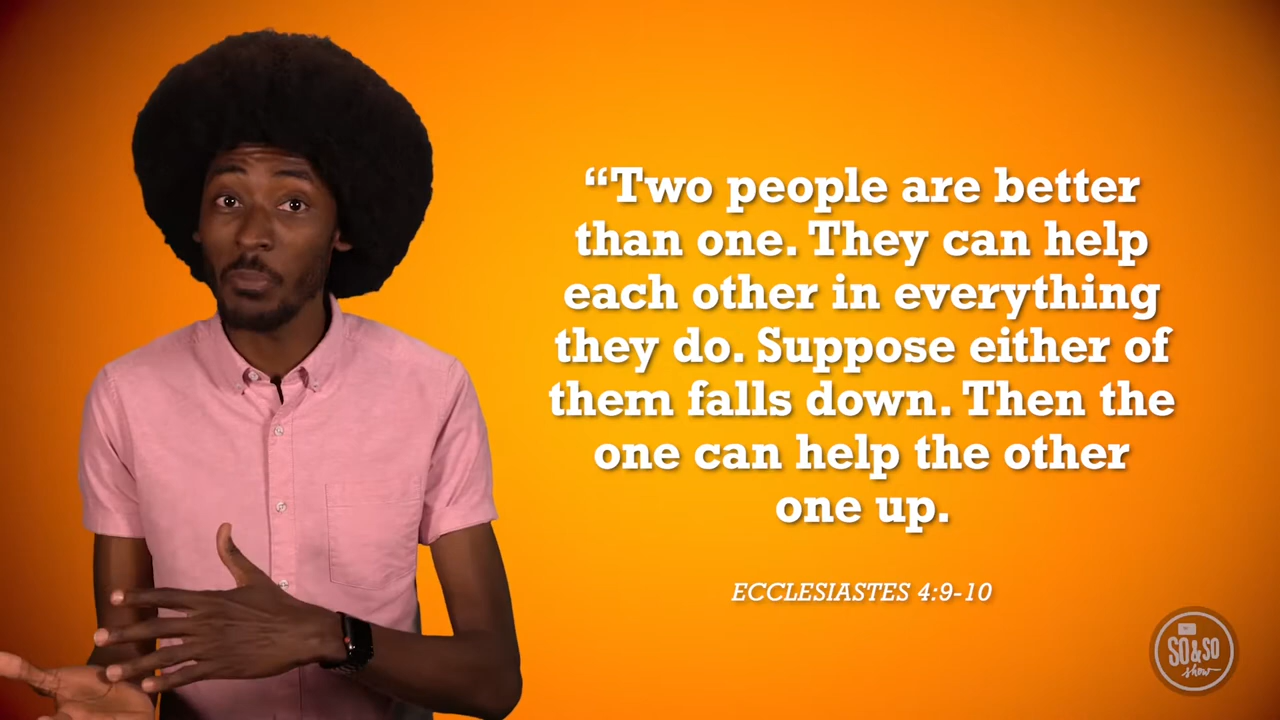 “Two people are better
than one. They can help
each other in everything
they do. Suppose either of
them falls down. Then the
one can help the other
one up.
ECCLESIASTES 4:9-10
SO & SO
show